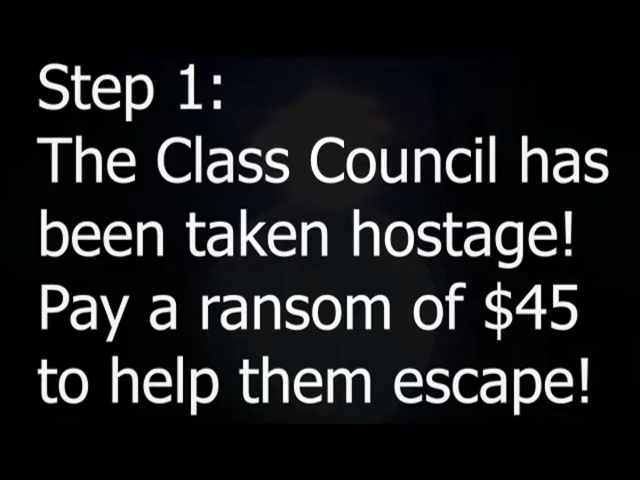 Step 1:
The Class Council has
been taken hostage!
Pay a ransom of $45
to help them escape!